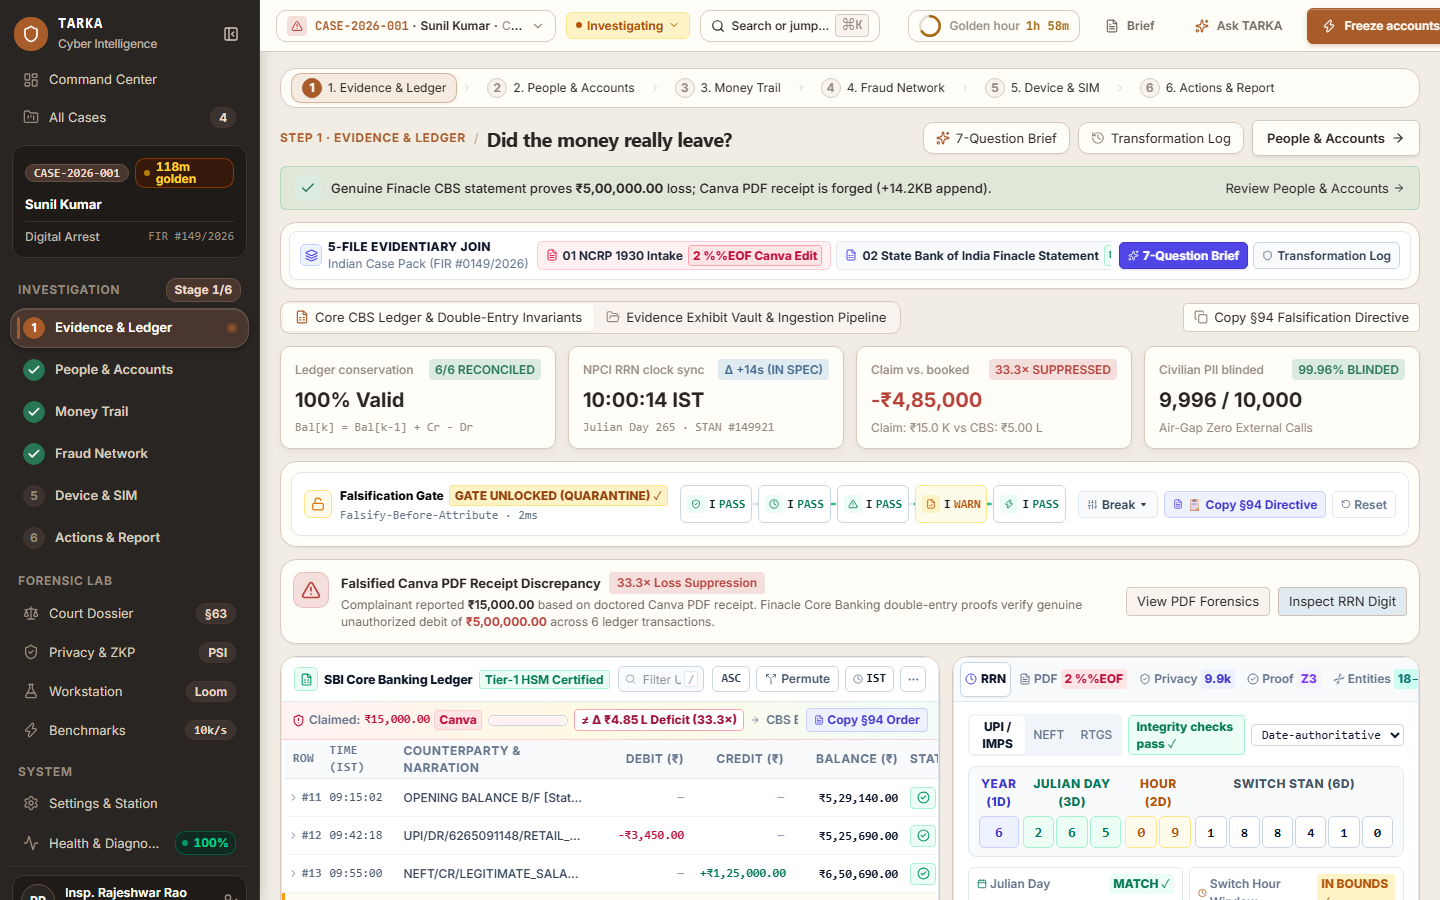 TARKA
Cyber Intelligence
Command Center
All Cases 4
CASE-2026-001 118m golden
Sunil Kumar
Digital Arrest FIR #149/2026
INVESTIGATION Stage 1/6
1 Evidence & Ledger
People & Accounts
Money Trail
Fraud Network
5 Device & SIM
6 Actions & Report
FORENSIC LAB
Court Dossier §63
Privacy & ZKP PSI
Workstation Loom
Benchmarks 10k/s
SYSTEM
Settings & Station
Health & Diagno... 100%
Insp. Rajeshwar Rao
CASE-2026-001 · Sunil Kumar · C... Investigating Search or jump... ⌘K Golden hour 1h 58m Brief Ask TARKA Freeze accounts
1 1. Evidence & Ledger 2 2. People & Accounts 3 3. Money Trail 4 4. Fraud Network 5 5. Device & SIM 6 6. Actions & Report
STEP 1 · EVIDENCE & LEDGER / Did the money really leave? 7-Question Brief Transformation Log People & Accounts →
Genuine Finacle CBS statement proves ₹5,00,000.00 loss; Canva PDF receipt is forged (+14.2KB append). Review People & Accounts →
5-FILE EVIDENTIARY JOIN
Indian Case Pack (FIR #0149/2026)
01 NCRP 1930 Intake 2 %%EOF Canva Edit 02 State Bank of India Finacle Statement 7-Question Brief Transformation Log
Core CBS Ledger & Double-Entry Invariants Evidence Exhibit Vault & Ingestion Pipeline Copy §94 Falsification Directive
Ledger conservation 6/6 RECONCILED
100% Valid
Bal[k] = Bal[k-1] + Cr - Dr
NPCI RRN clock sync Δ +14s (IN SPEC)
10:00:14 IST
Julian Day 265 · STAN #149921
Claim vs. booked 33.3× SUPPRESSED
-₹4,85,000
Claim: ₹15.0 K vs CBS: ₹5.00 L
Civilian PII blinded 99.96% BLINDED
9,996 / 10,000
Air-Gap Zero External Calls
Falsification Gate GATE UNLOCKED (QUARANTINE) ✓
Falsify-Before-Attribute · 2ms
I PASS I PASS I PASS I WARN I PASS Break ▾ 📋 Copy §94 Directive Reset
Falsified Canva PDF Receipt Discrepancy 33.3× Loss Suppression
Complainant reported ₹15,000.00 based on doctored Canva PDF receipt. Finacle Core Banking double-entry proofs verify genuine
unauthorized debit of ₹5,00,000.00 across 6 ledger transactions.
View PDF Forensics Inspect RRN Digit
SBI Core Banking Ledger Tier-1 HSM Certified Filter / ASC Permute IST ...
Claimed: ₹15,000.00 Canva ≠ Δ ₹4.85 L Deficit (33.3×) → CBS Copy §94 Order
ROW TIME (IST) COUNTERPARTY & NARRATION DEBIT (₹) CREDIT (₹) BALANCE (₹) STAT
#11 09:15:02 OPENING BALANCE B/F [Stat... — — ₹5,29,140.00
#12 09:42:18 UPI/DR/6265091148/RETAIL_... -₹3,450.00 — ₹5,25,690.00
#13 09:55:00 NEFT/CR/LEGITIMATE_SALA... — +₹1,25,000.00 ₹6,50,690.00
RRN PDF 2 %%EOF Privacy 9.9k Proof Z3 Entities 18–
UPI / IMPS NEFT RTGS Integrity checks pass ✓ Date-authoritative
YEAR (1D) JULIAN DAY (3D) HOUR (2D) SWITCH STAN (6D)
6 2 6 5 0 9 1 8 8 4 1 0
Julian Day MATCH ✓ Switch Hour IN BOUNDS